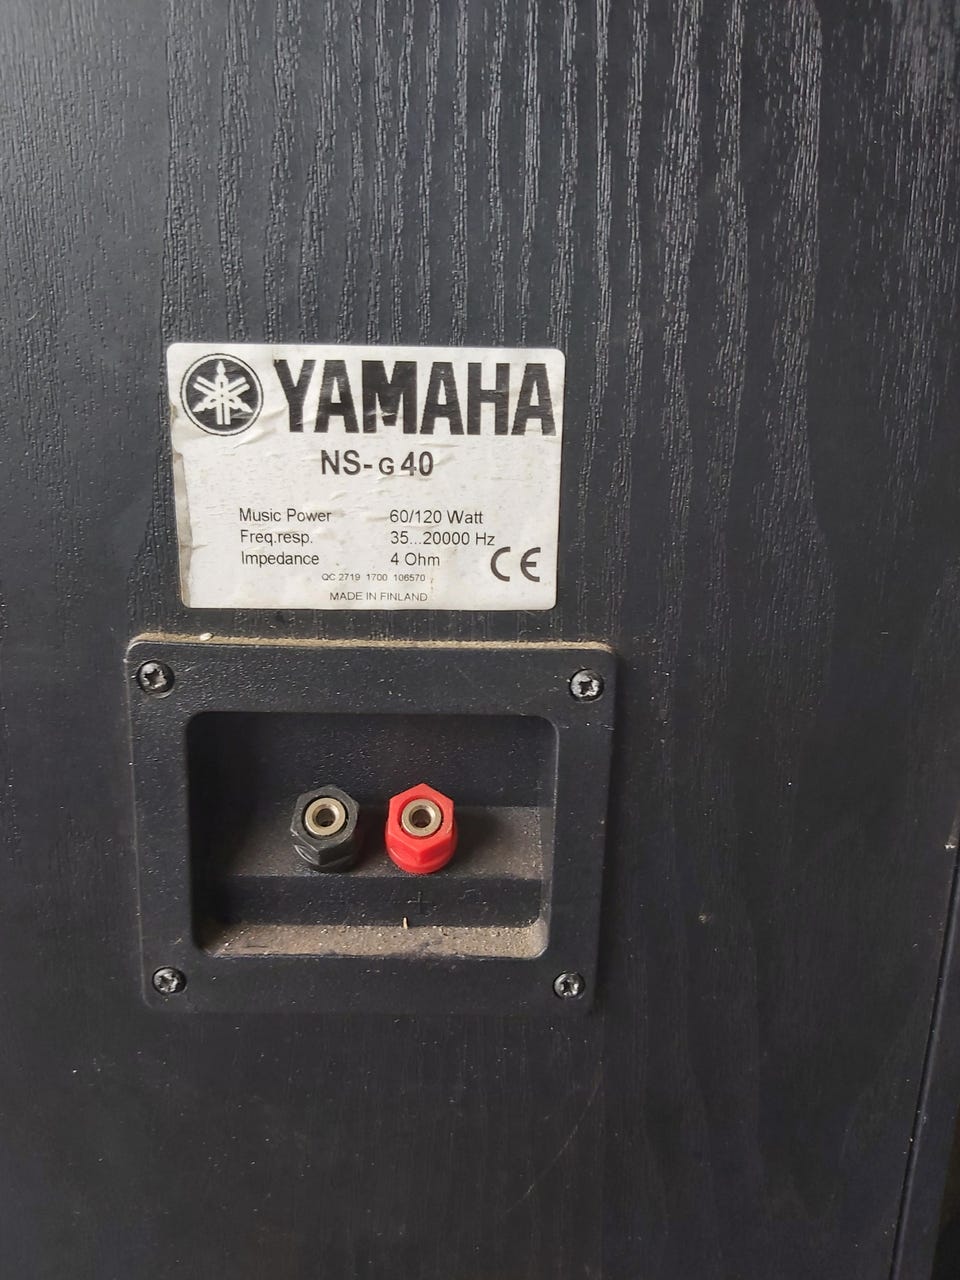 YAMAHA
NS-G40
Music Power 60/120 Watt
Freq.resp. 35...20000 Hz
Impedance 4 Ohm
CE
QC 2719 1700 106570
MADE IN FINLAND
- +